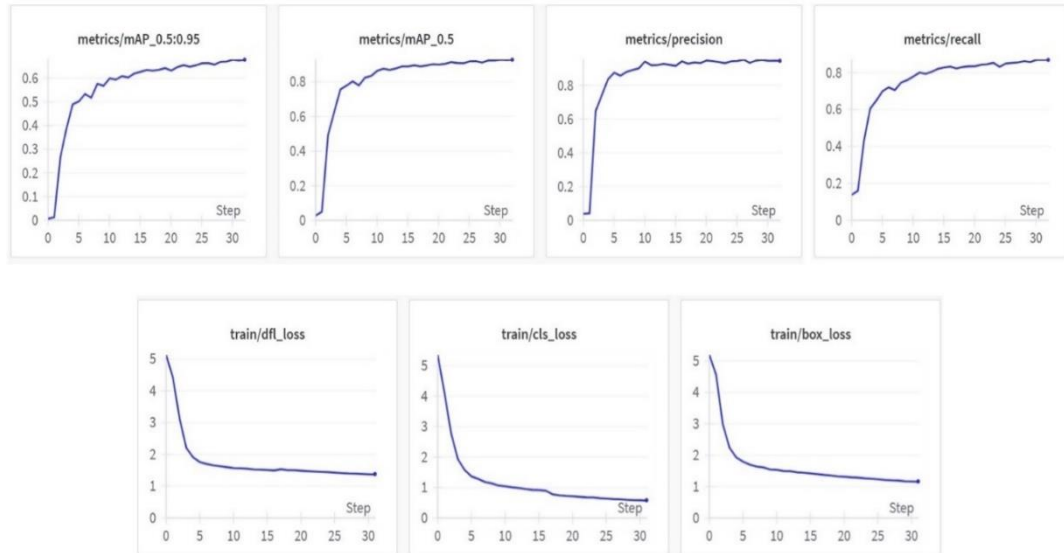 metrics/mAP_0.5:0.95
0.6
0.5
0.4
0.3
0.2
0.1
0
Step
0 5 10 15 20 25 30
metrics/mAP_0.5
0.8
0.6
0.4
0.2
0
Step
0 5 10 15 20 25 30
metrics/precision
0.8
0.6
0.4
0.2
0
Step
0 5 10 15 20 25 30
metrics/recall
0.8
0.6
0.4
0.2
0
Step
0 5 10 15 20 25 30
train/dfl_loss
5
4
3
2
1
0
Step
0 5 10 15 20 25 30
train/cls_loss
5
4
3
2
1
0
Step
0 5 10 15 20 25 30
train/box_loss
5
4
3
2
1
0
Step
0 5 10 15 20 25 30